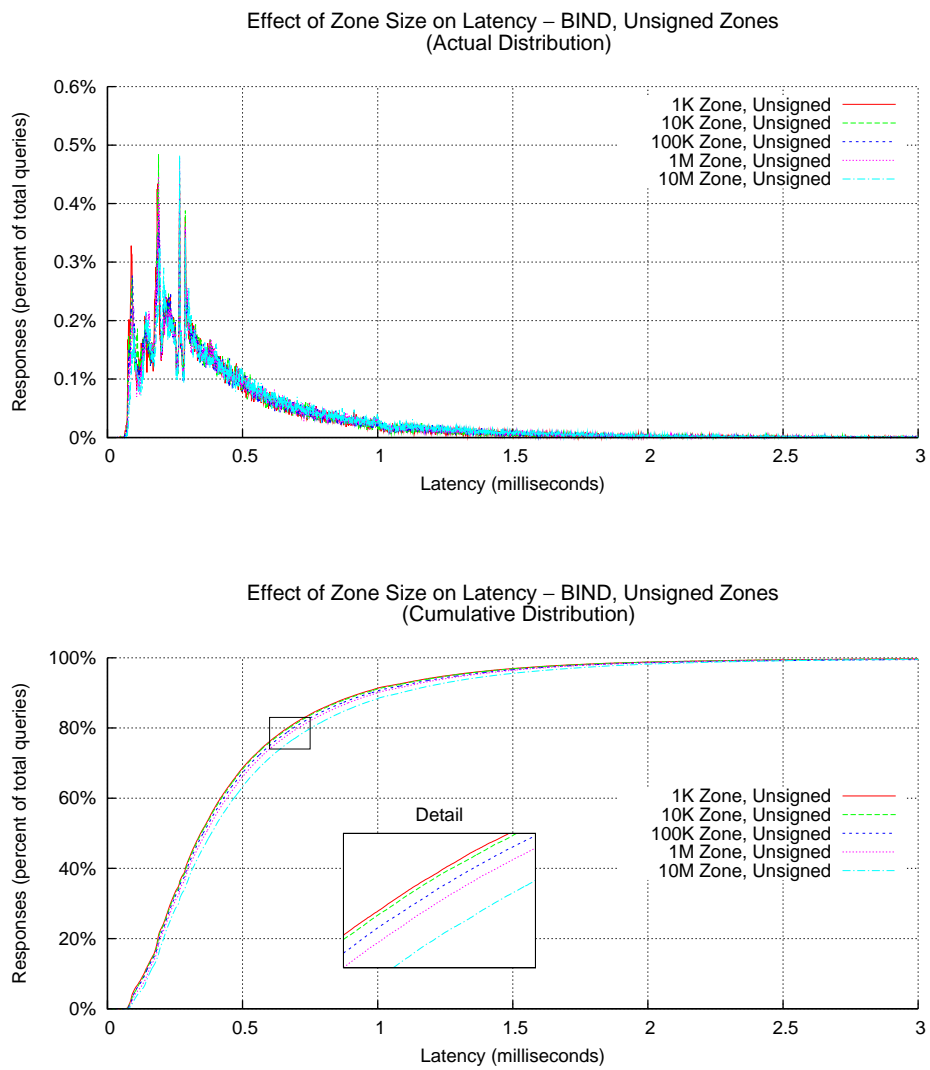 Effect of Zone Size on Latency – BIND, Unsigned Zones
(Actual Distribution)
Responses (percent of total queries)
0.6%
0.5%
0.4%
0.3%
0.2%
0.1%
0%
1K Zone, Unsigned
10K Zone, Unsigned
100K Zone, Unsigned
1M Zone, Unsigned
10M Zone, Unsigned
0 0.5 1 1.5 2 2.5 3
Latency (milliseconds)
Effect of Zone Size on Latency – BIND, Unsigned Zones
(Cumulative Distribution)
Responses (percent of total queries)
100%
80%
60%
40%
20%
0%
Detail
1K Zone, Unsigned
10K Zone, Unsigned
100K Zone, Unsigned
1M Zone, Unsigned
10M Zone, Unsigned
0 0.5 1 1.5 2 2.5 3
Latency (milliseconds)